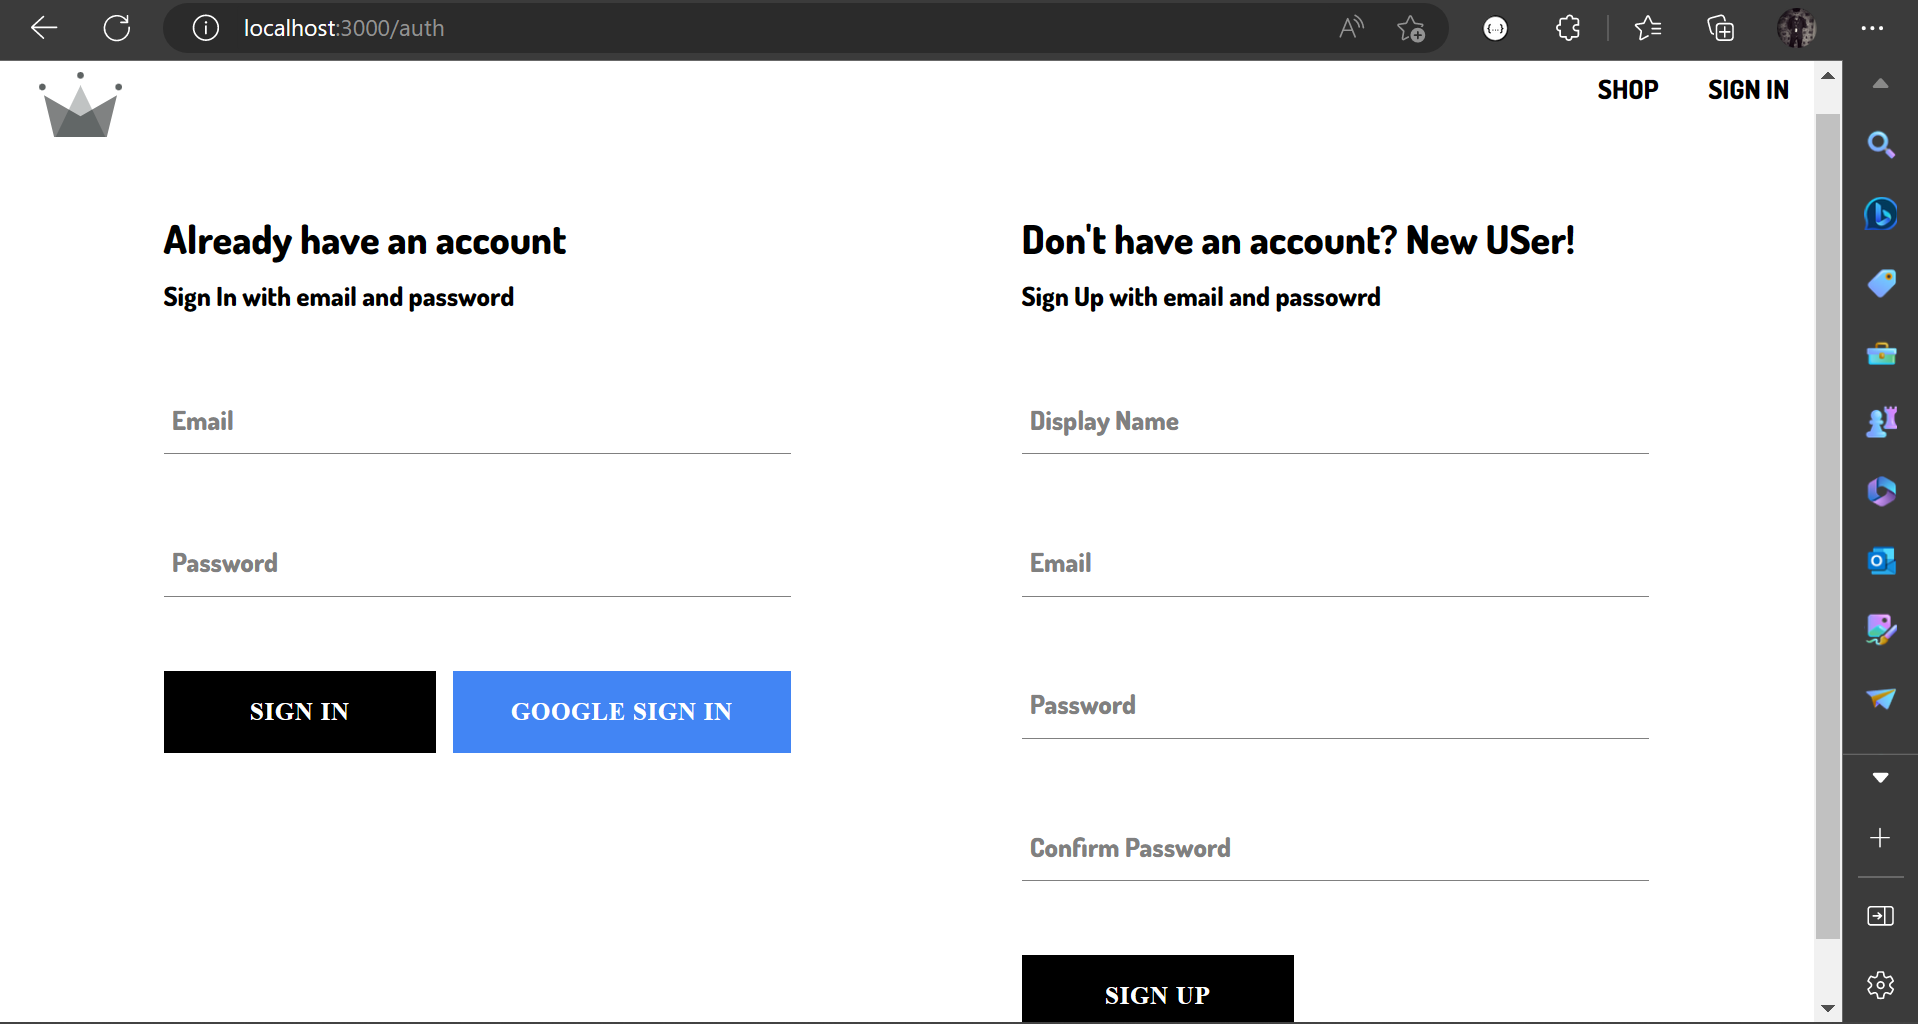 localhost:3000/auth
SHOP SIGN IN
Already have an account
Sign In with email and password
Email
Password
SIGN IN GOOGLE SIGN IN
Don't have an account? New USer!
Sign Up with email and passowrd
Display Name
Email
Password
Confirm Password
SIGN UP